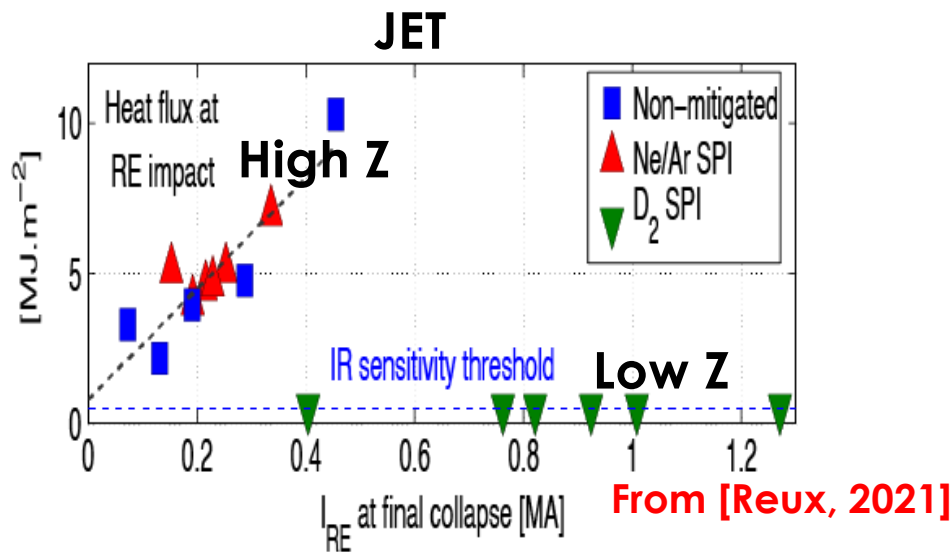 JET
[MJ.m⁻²]
10
5
0
Heat flux at
RE impact
High Z
Non-mitigated
Ne/Ar SPI
D₂ SPI
IR sensitivity threshold
Low Z
0 0.2 0.4 0.6 0.8 1 1.2
I_RE at final collapse [MA]
From [Reux, 2021]